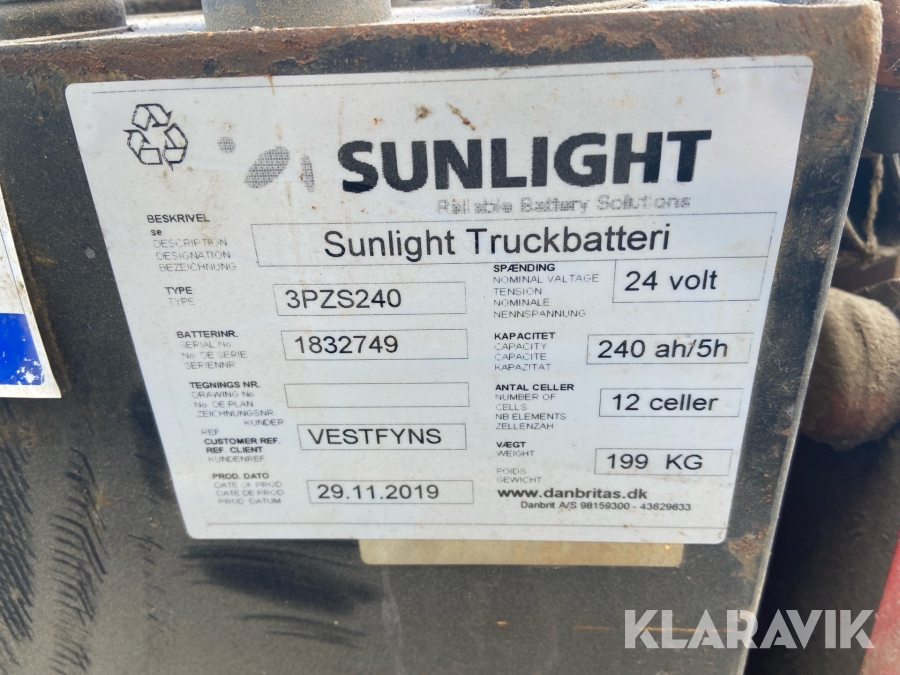 SUNLIGHT
Reliable Battery Solutions
BESKRIVELSE
DESCRIPTION
DESIGNATION
BEZEICHNUNG
Sunlight Truckbatteri
TYPE
TYPE
3PZS240
SPÆNDING
NOMINAL VALTAGE
TENSION
NOMINALE
NENNSPANNUNG
24 volt
BATTERINR.
SERIAL No
No DE SERIE
SERIENNR
1832749
KAPACITET
CAPACITY
CAPACITE
KAPAZITAT
240 ah/5h
TEGNINGS NR.
DRAWING No
No. DE PLAN
ZEICHNUNGSNR.
ANTAL CELLER
NUMBER OF
CELLS
NB ELEMENTS
ZELLENZAH
12 celler
KUNDER
REF
CUSTOMER REF.
REF. CLIENT
KUNDENREF
VESTFYNS
VÆGT
WEIGHT
POIDS
GEWICHT
199 KG
PROD. DATO
DATE OF PROD
DATE DE PROD
PROD. DATUM
29.11.2019
www.danbritas.dk
Danbrit A/S 98159300 - 43629633
KLARAVIK